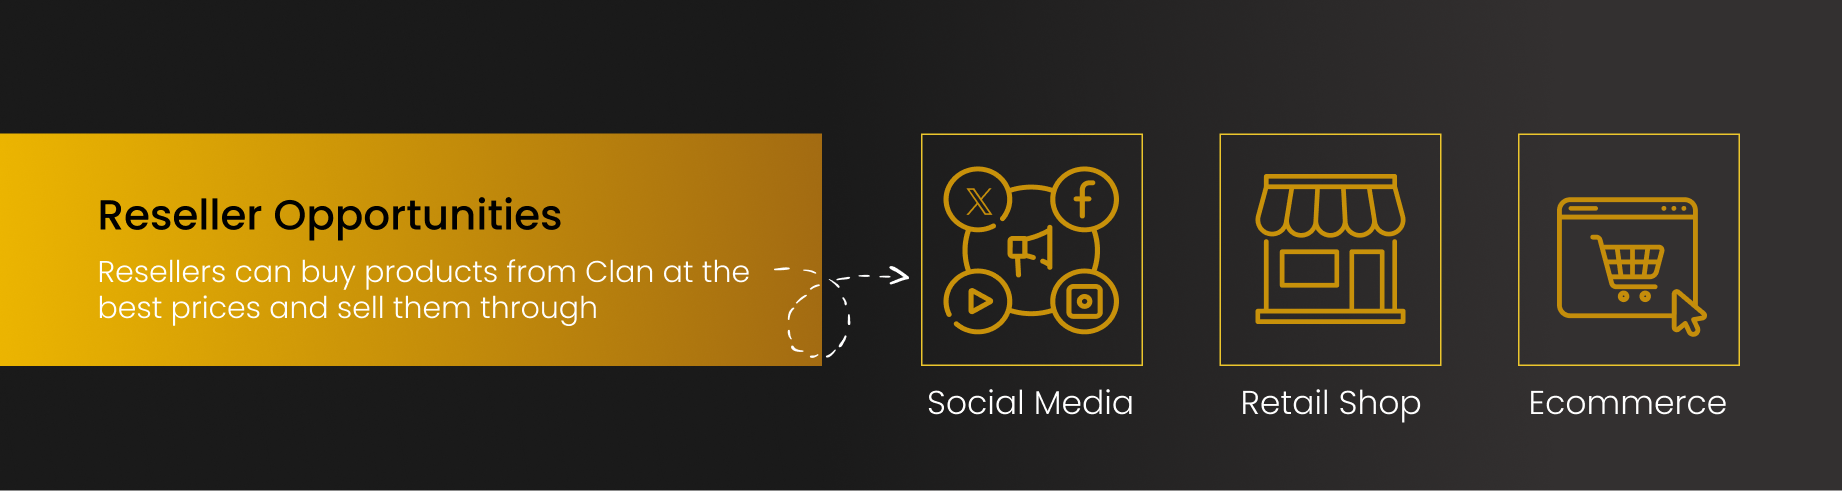 Reseller Opportunities
Resellers can buy products from Clan at the
best prices and sell them through
Social Media
Retail Shop
Ecommerce